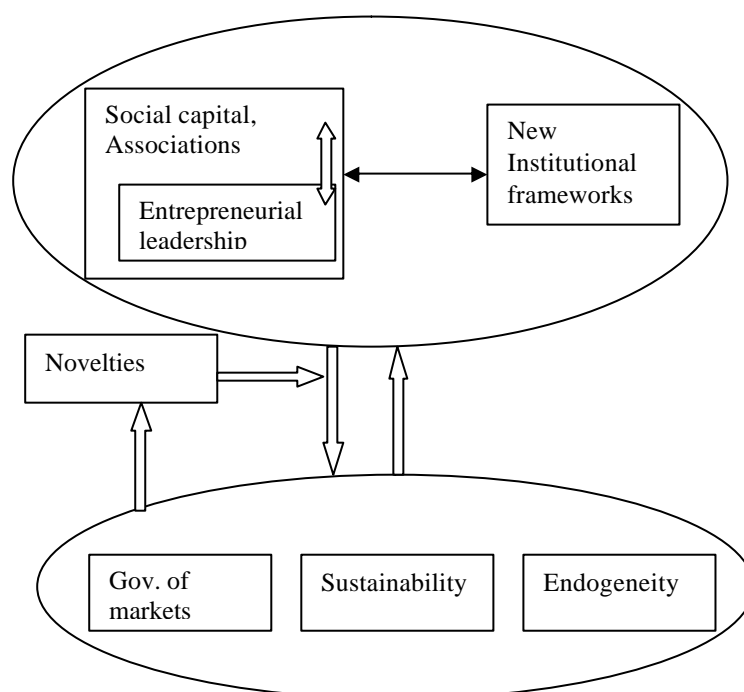 Social capital,
Associations
Entrepreneurial
leadership
New
Institutional
frameworks
Novelties
Gov. of
markets
Sustainability
Endogeneity